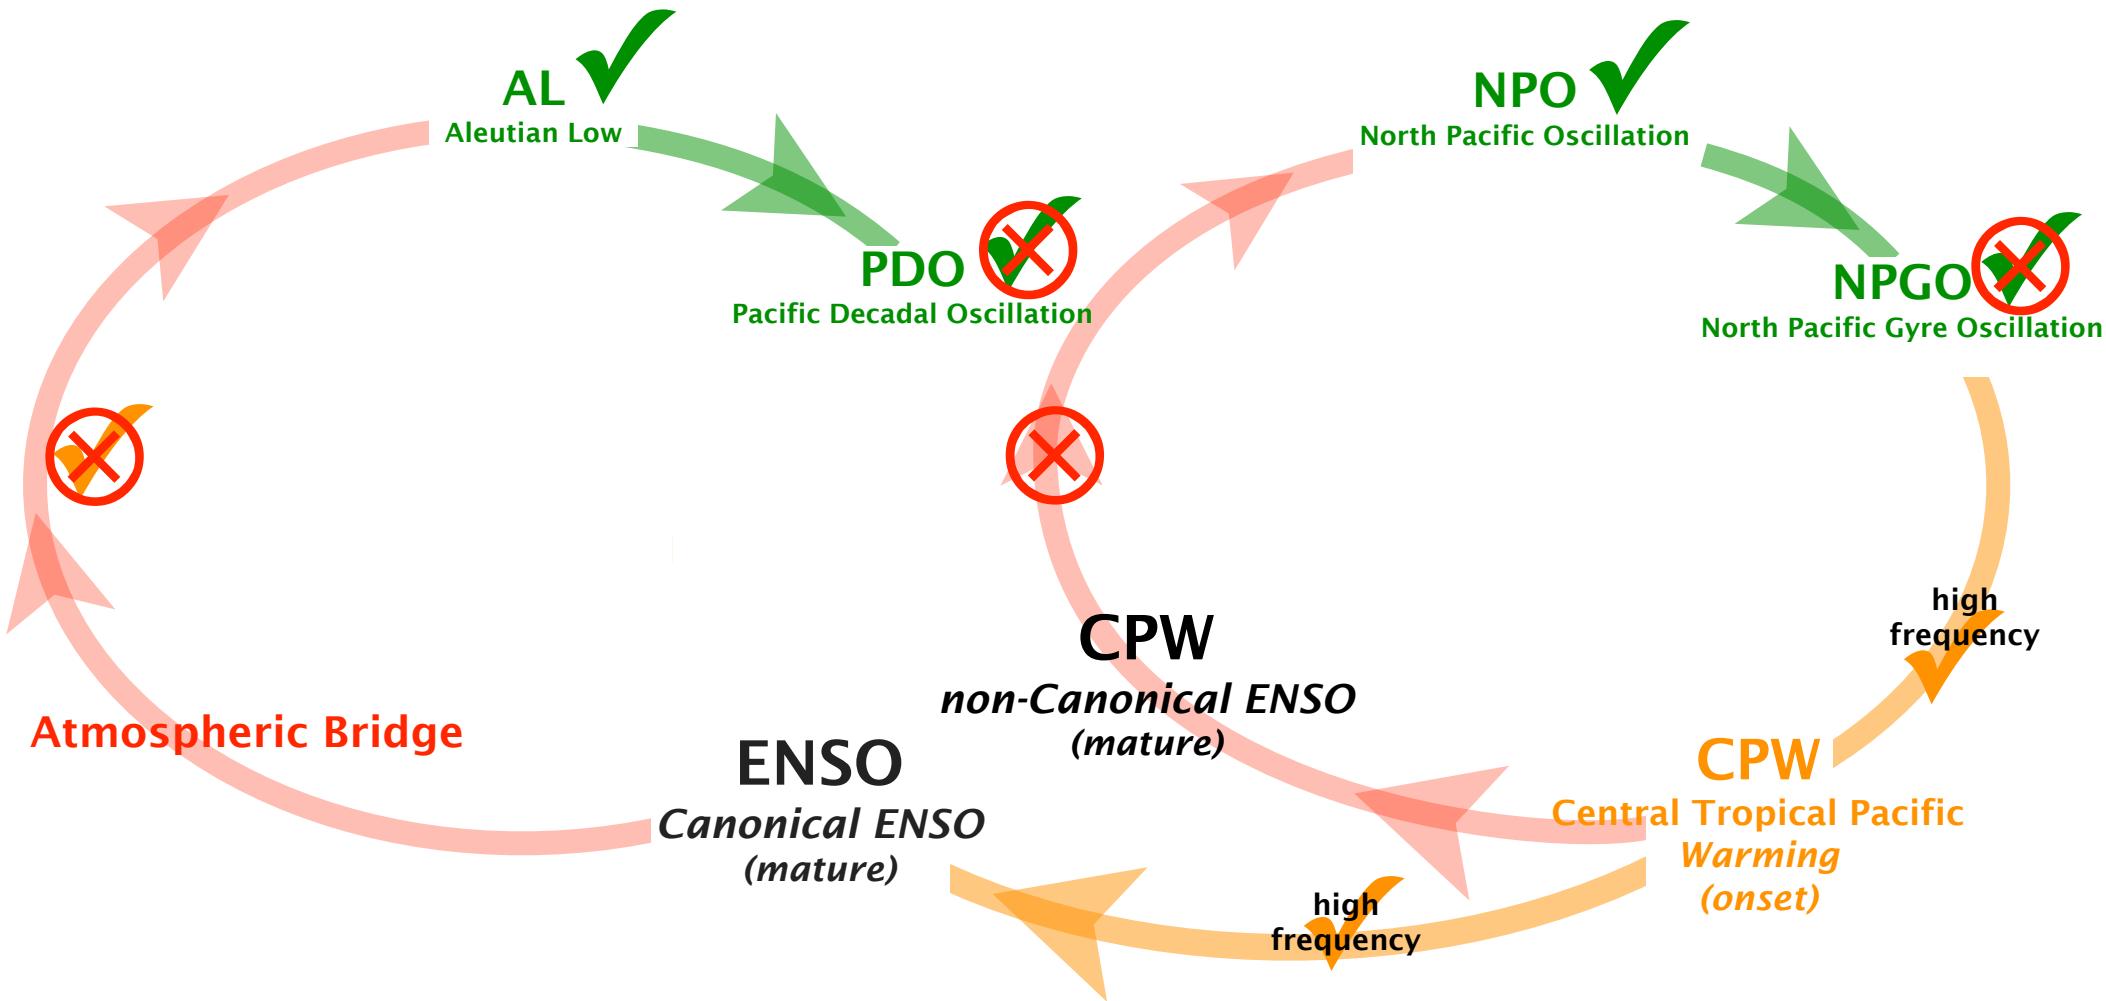 AL
Aleutian Low
NPO
North Pacific Oscillation
PDO
Pacific Decadal Oscillation
NPGO
North Pacific Gyre Oscillation
high
frequency
CPW
non-Canonical ENSO
(mature)
Atmospheric Bridge
ENSO
Canonical ENSO
(mature)
CPW
Central Tropical Pacific
Warming
(onset)
high
frequency